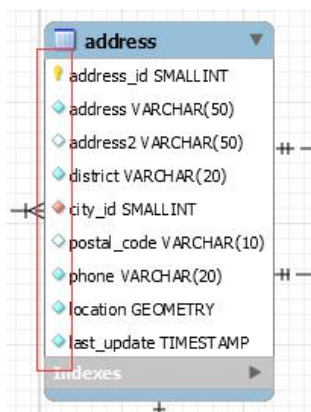 address
address_id SMALLINT
address VARCHAR(50)
address2 VARCHAR(50)
district VARCHAR(20)
city_id SMALLINT
postal_code VARCHAR(10)
phone VARCHAR(20)
location GEOMETRY
last_update TIMESTAMP
Indexes